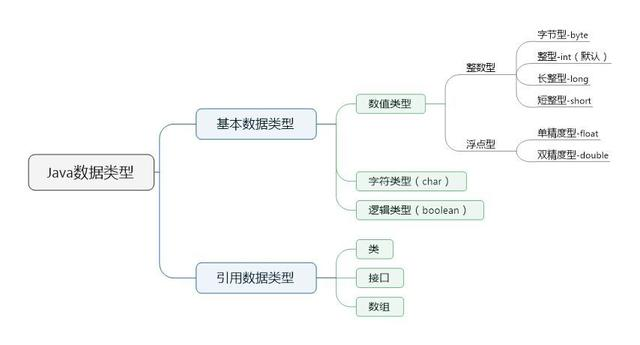 Java数据类型
基本数据类型
数值类型
整数型
字节型-byte
整型-int（默认）
长整型-long
短整型-short
浮点型
单精度型-float
双精度型-double
字符类型（char）
逻辑类型（boolean）
引用数据类型
类
接口
数组